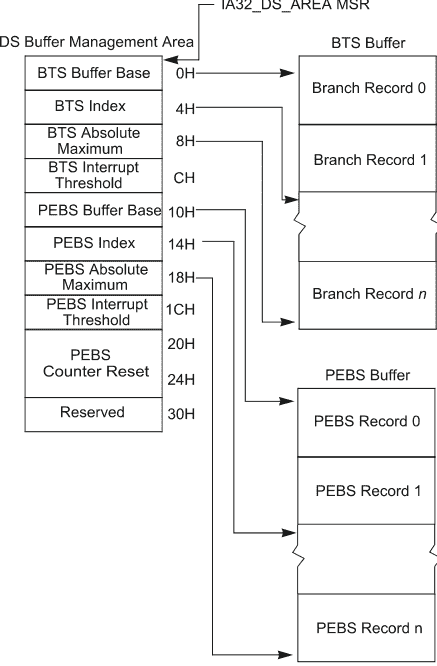 IA32_DS_AREA MSR
DS Buffer Management Area
BTS Buffer Base 0H
BTS Index 4H
BTS Absolute
Maximum 8H
BTS Interrupt
Threshold CH
PEBS Buffer Base 10H
PEBS Index 14H
PEBS Absolute
Maximum 18H
PEBS Interrupt
Threshold 1CH
PEBS
Counter Reset
20H
24H
Reserved 30H
BTS Buffer
Branch Record 0
Branch Record 1
Branch Record n
PEBS Buffer
PEBS Record 0
PEBS Record 1
PEBS Record n